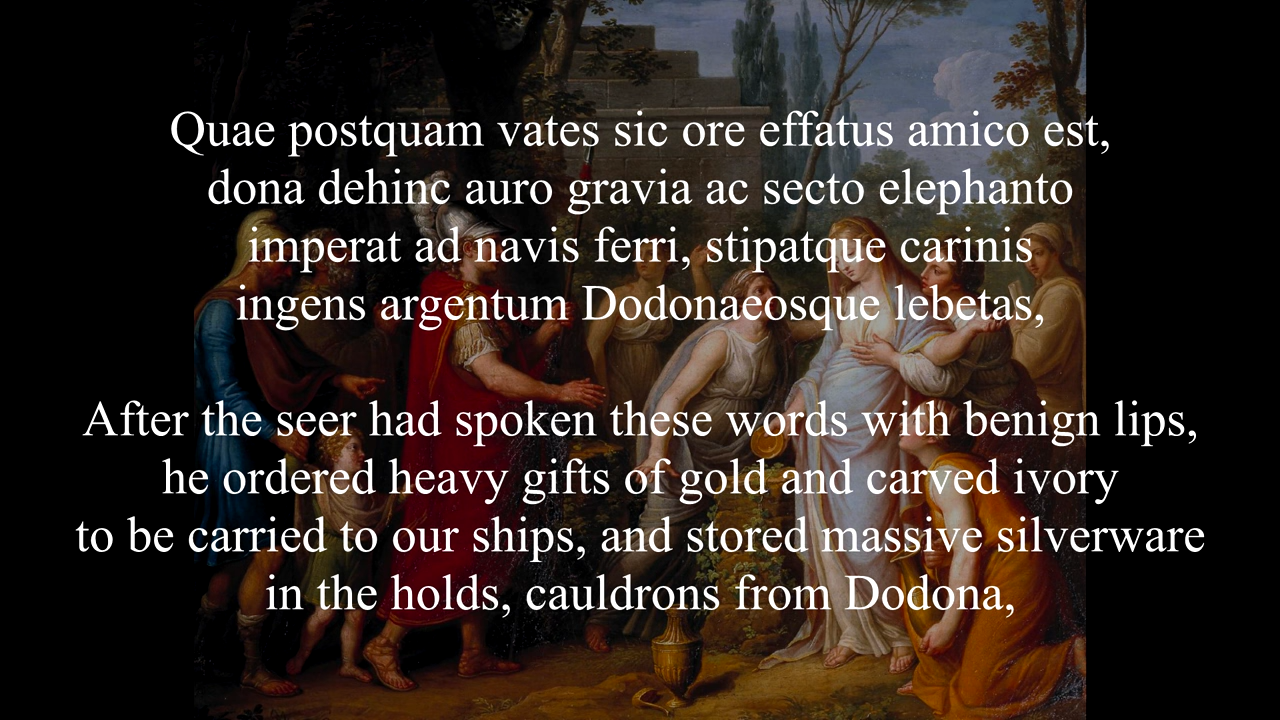 Quae postquam vates sic ore effatus amico est,
dona dehinc auro gravia ac secto elephanto
imperat ad navis ferri, stipatque carinis
ingens argentum Dodonaeosque lebetas,
After the seer had spoken these words with benign lips,
he ordered heavy gifts of gold and carved ivory
to be carried to our ships, and stored massive silverware
in the holds, cauldrons from Dodona,